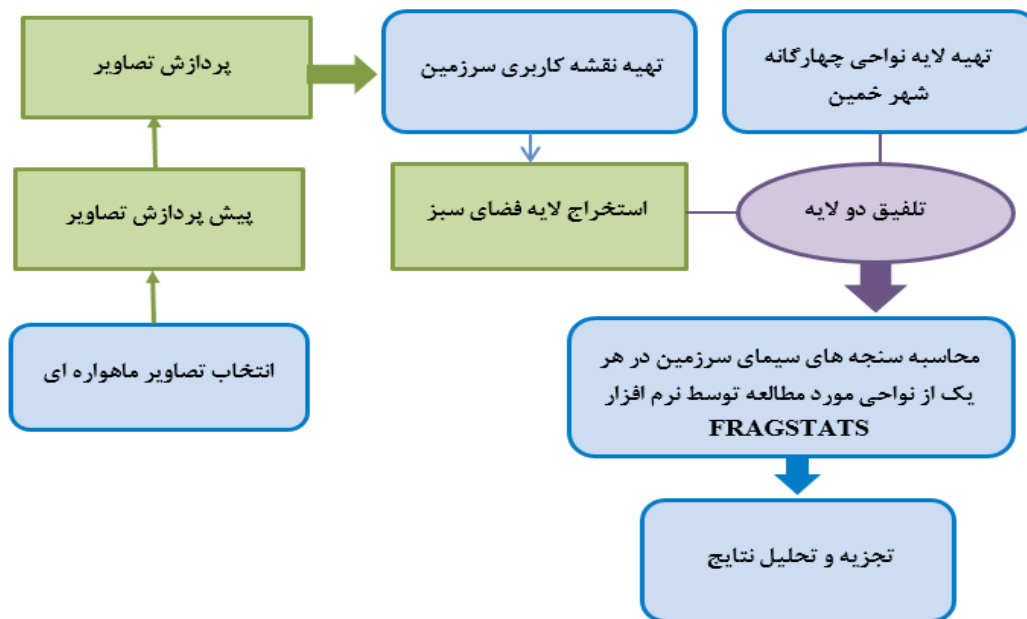 تهیه لایه نواحی چهارگانه
شهر خمین
تهیه نقشه کاربری سرزمین
پردازش تصاویر
تلفیق دو لایه
استخراج لایه فضای سبز
پیش پردازش تصاویر
محاسبه سنجه های سیمای سرزمین در هر
یک از نواحی مورد مطالعه توسط نرم افزار
FRAGSTATS
انتخاب تصاویر ماهواره ای
تجزیه و تحلیل نتایج